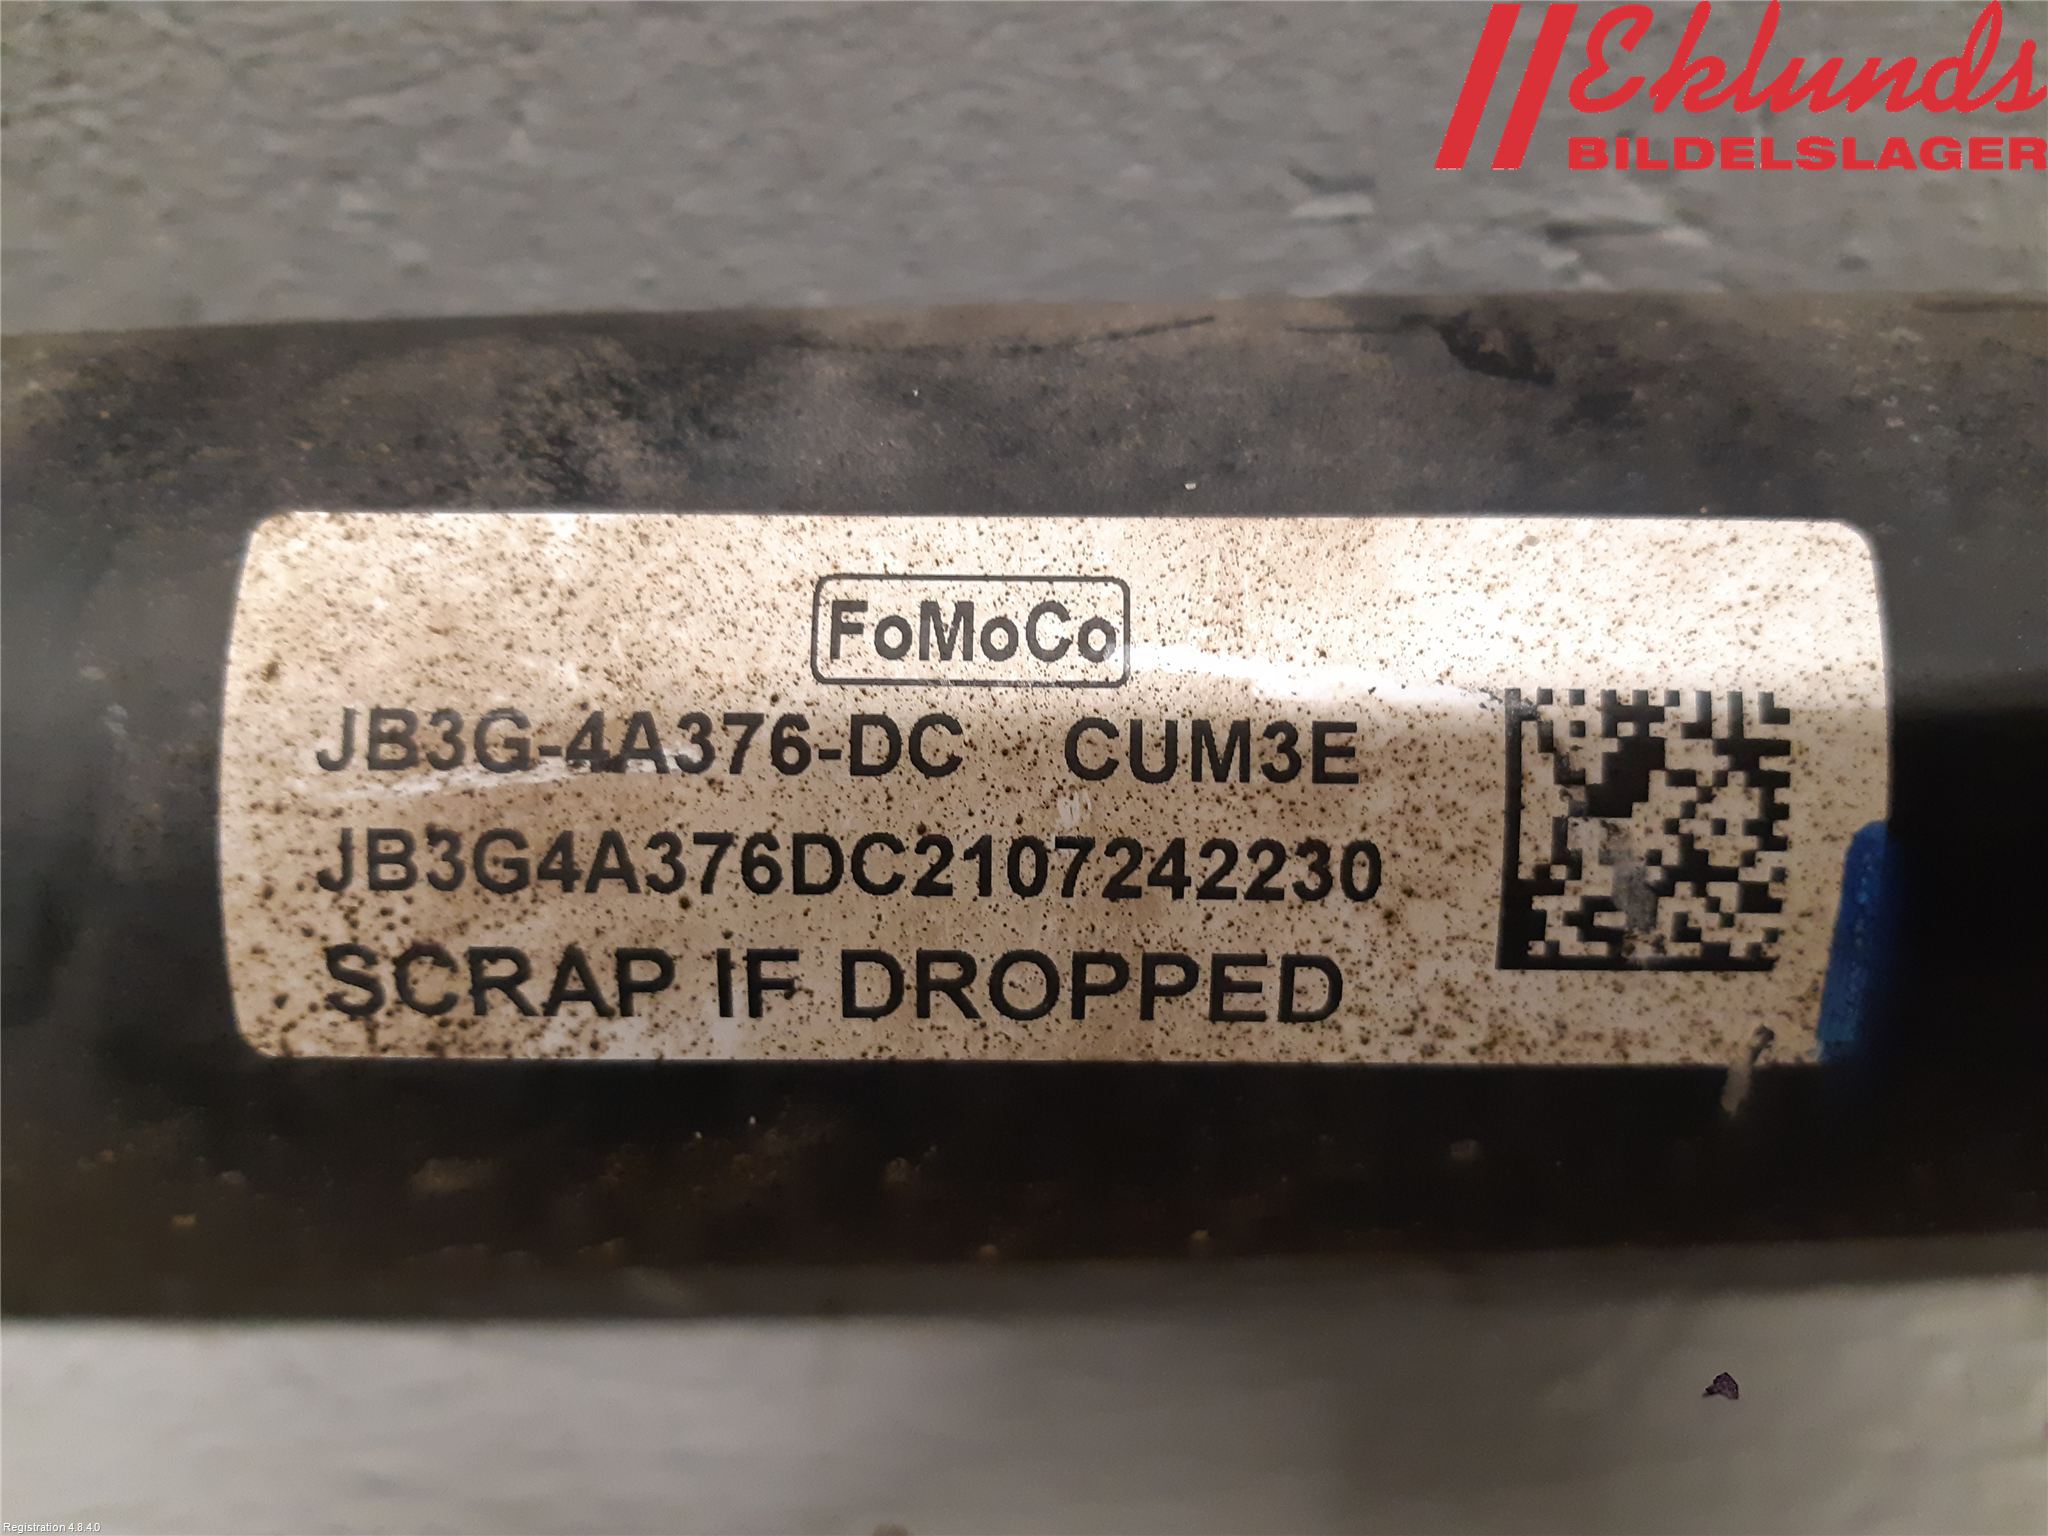 Eklunds
BILDELSLAGER
FoMoCo
JB3G-4A376-DC CUM3E
JB3G4A376DC2107242230
SCRAP IF DROPPED
Registration 4.8.4.0